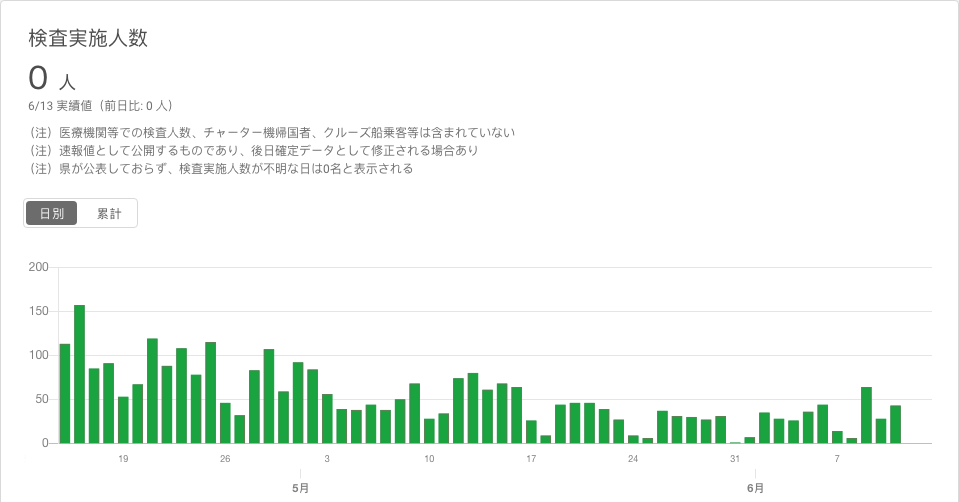 検査実施人数
0 人
6/13 実績値（前日比: 0 人）
（注）医療機関等での検査人数、チャーター機帰国者、クルーズ船乗客等は含まれていない
（注）速報値として公開するものであり、後日確定データとして修正される場合あり
（注）県が公表しておらず、検査実施人数が不明な日は0名と表示される
日別 累計
200
150
100
50
0
19 26 3 10 17 24 31 7
5月 6月